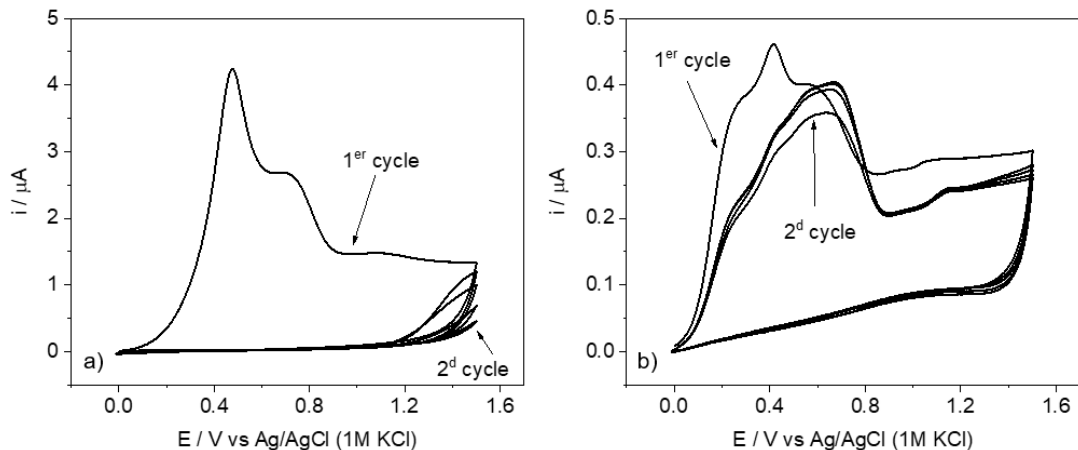 5
4
3
2
1
0
i / μA
1ᵉʳ cycle
2ᵈ cycle
a)
0.0 0.4 0.8 1.2 1.6
E / V vs Ag/AgCl (1M KCl)
0.5
0.4
0.3
0.2
0.1
0.0
i / μA
1ᵉʳ cycle
2ᵈ cycle
b)
0.0 0.4 0.8 1.2 1.6
E / V vs Ag/AgCl (1M KCl)